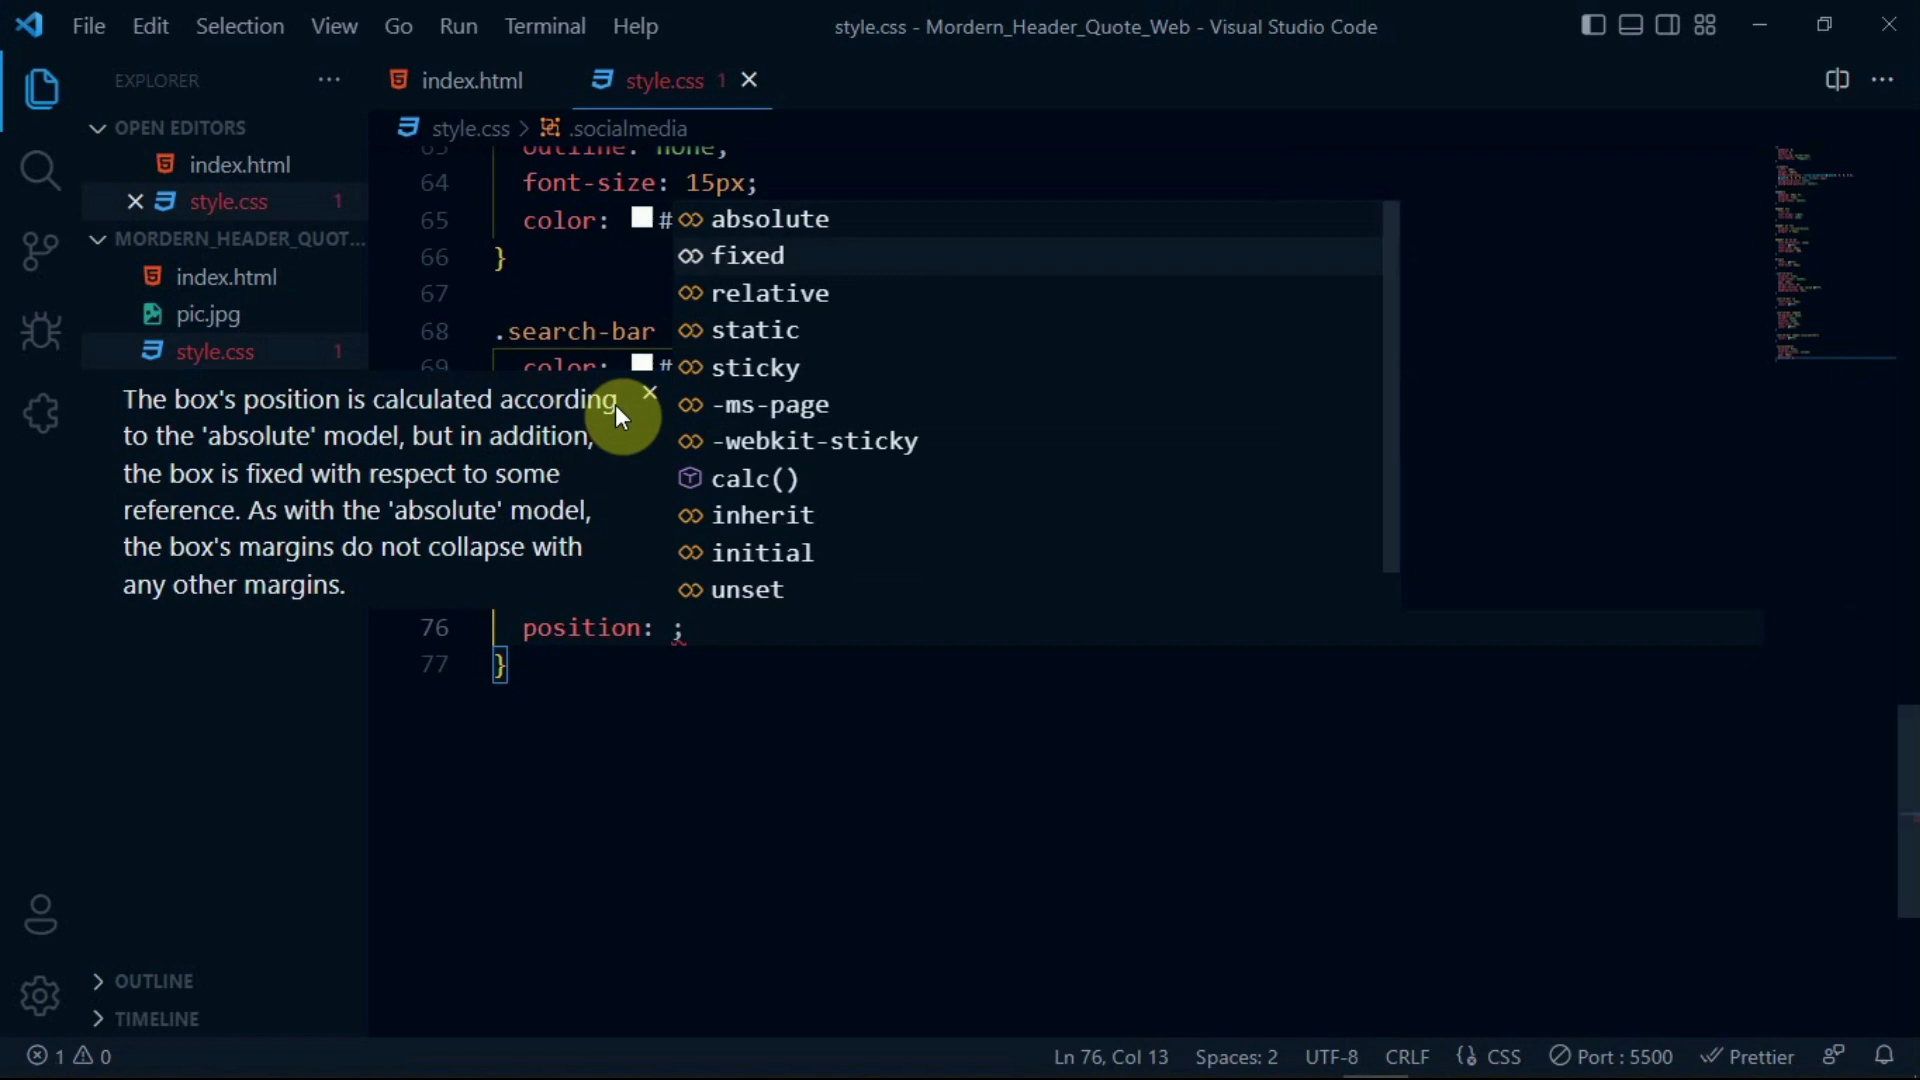 File Edit Selection View Go Run Terminal Help
style.css - Mordern_Header_Quote_Web - Visual Studio Code
EXPLORER ···
index.html
style.css 1
OPEN EDITORS
index.html
style.css 1
MORDERN_HEADER_QUOT...
index.html
pic.jpg
style.css 1
style.css > .socialmedia
63 outline: none;
64 font-size: 15px;
65 color: #
66 }
67
68 .search-bar
69 color: #
absolute
fixed
relative
static
sticky
-ms-page
-webkit-sticky
calc()
inherit
initial
unset
The box's position is calculated according
to the 'absolute' model, but in addition,
the box is fixed with respect to some
reference. As with the 'absolute' model,
the box's margins do not collapse with
any other margins.
76 position: ;
77 }
OUTLINE
TIMELINE
1 0
Ln 76, Col 13 Spaces: 2 UTF-8 CRLF CSS Port : 5500 Prettier